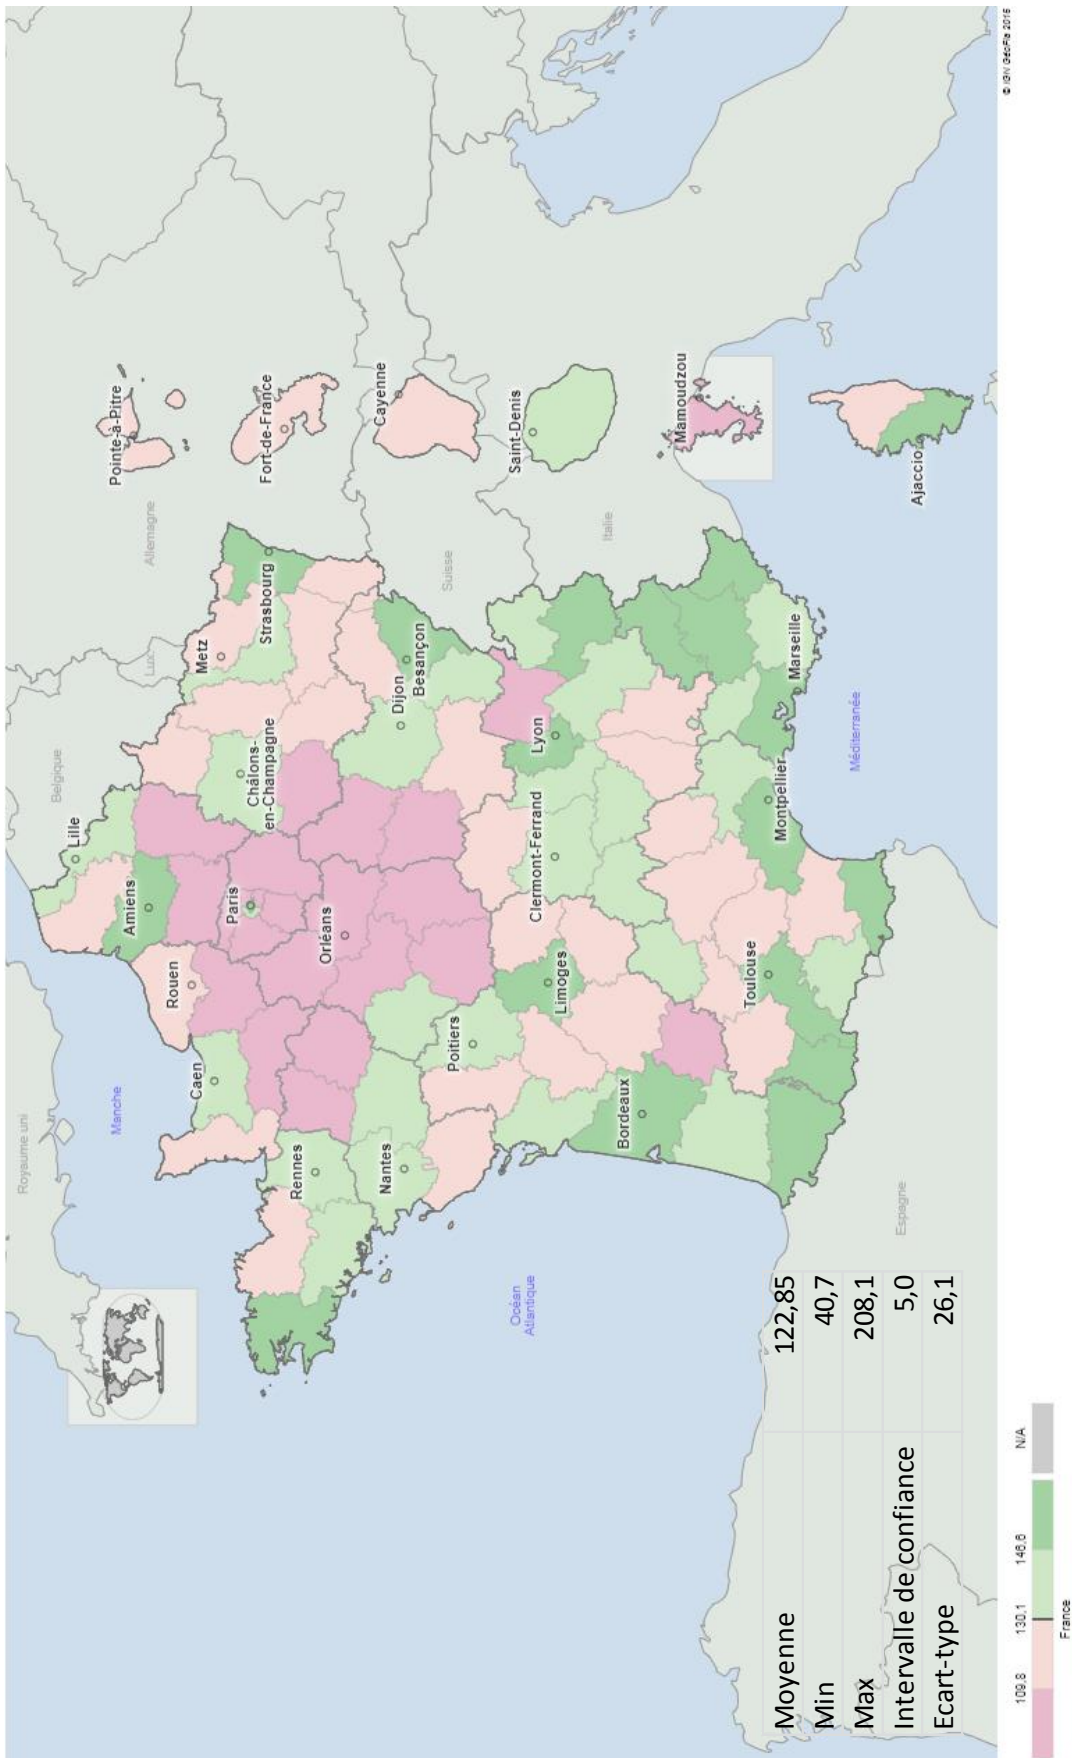 Royaume uni
Manche
Belgique
Lux.
Allemagne
Suisse
Italie
Espagne
Océan
Atlantique
Méditerranée
Lille
Amiens
Rouen
Caen
Paris
Châlons-
en-Champagne
Metz
Strasbourg
Rennes
Nantes
Orléans
Dijon
Besançon
Poitiers
Limoges
Clermont-Ferrand
Lyon
Bordeaux
Toulouse
Montpellier
Marseille
Ajaccio
Pointe-à-Pitre
Fort-de-France
Cayenne
Saint-Denis
Mamoudzou
Moyenne 122,85
Min 40,7
Max 208,1
Intervalle de confiance 5,0
Ecart-type 26,1
109,8 130,1 146,6 N/A
France
© IGN GéoFla 2016